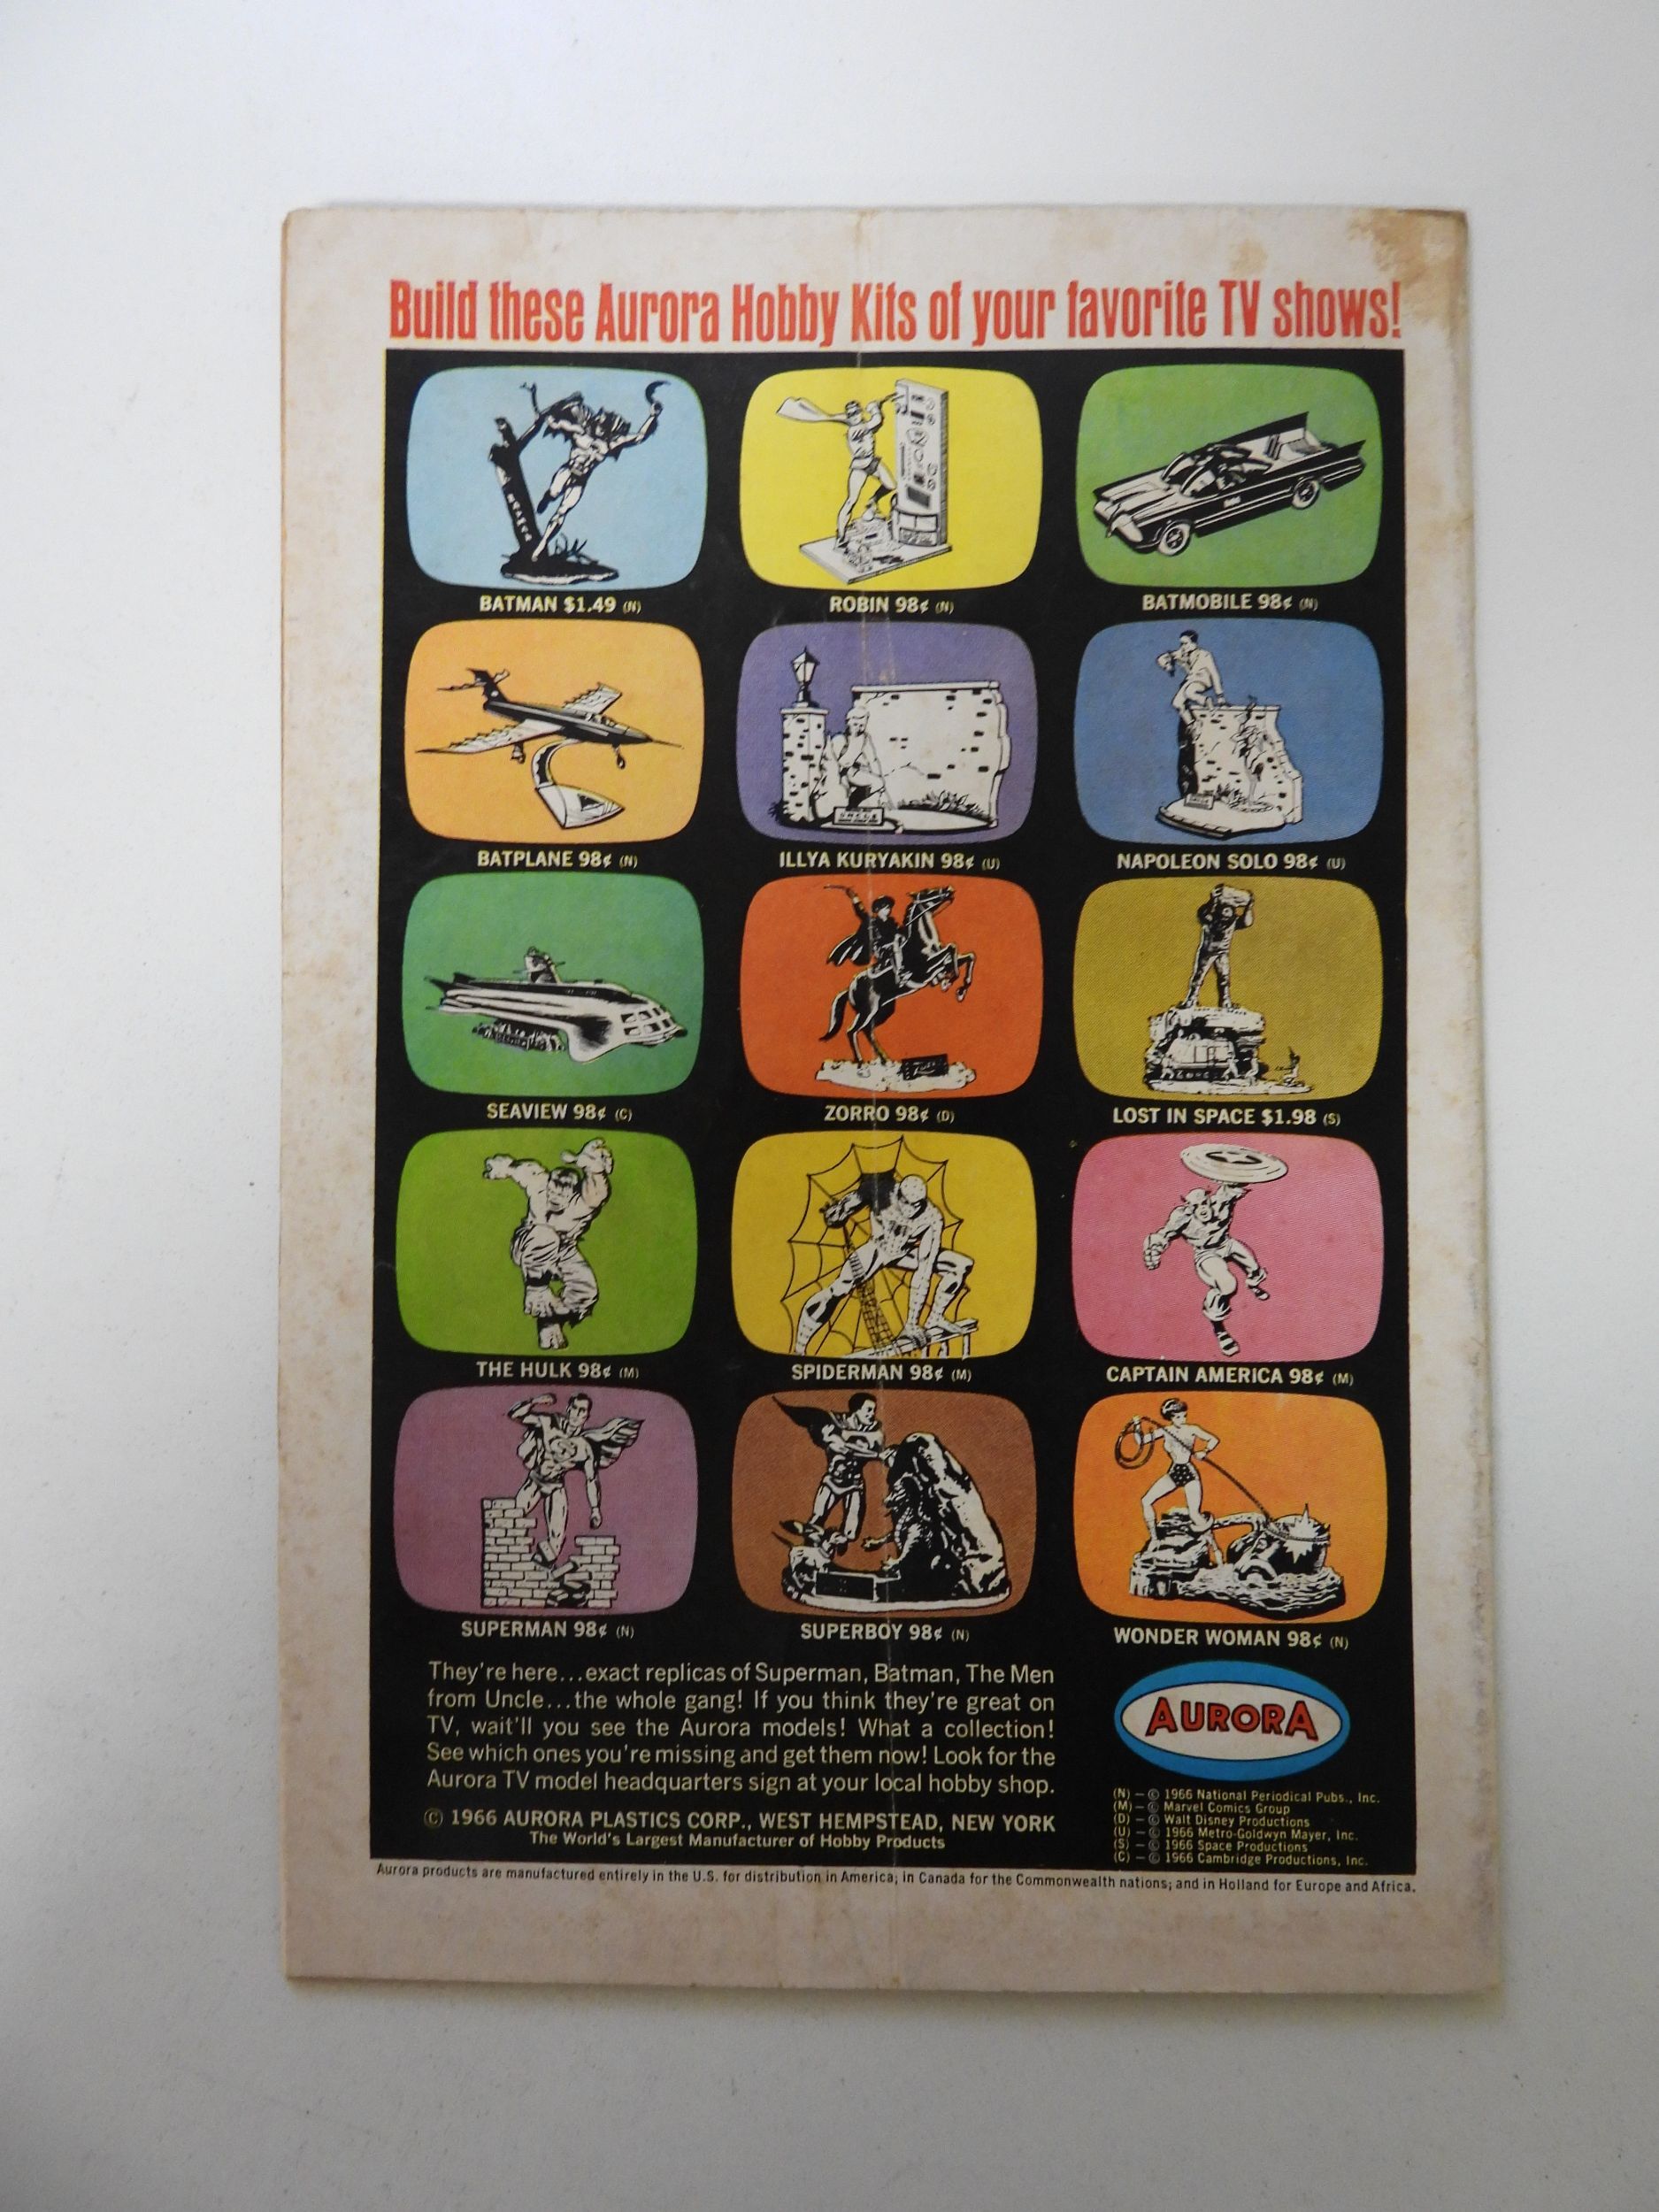 Build these Aurora Hobby Kits of your favorite TV shows!
BATMAN $1.49 (N)
ROBIN 98¢ (N)
BATMOBILE 98¢ (N)
BATPLANE 98¢ (N)
ILLYA KURYAKIN 98¢ (U)
NAPOLEON SOLO 98¢ (U)
SEAVIEW 98¢ (C)
ZORRO 98¢ (D)
LOST IN SPACE $1.98 (S)
THE HULK 98¢ (M)
SPIDERMAN 98¢ (M)
CAPTAIN AMERICA 98¢ (M)
SUPERMAN 98¢ (N)
SUPERBOY 98¢ (N)
WONDER WOMAN 98¢ (N)
They're here...exact replicas of Superman, Batman, The Men
from Uncle...the whole gang! If you think they're great on
TV, wait'll you see the Aurora models! What a collection!
See which ones you're missing and get them now! Look for the
Aurora TV model headquarters sign at your local hobby shop.
© 1966 AURORA PLASTICS CORP., WEST HEMPSTEAD, NEW YORK
The World's Largest Manufacturer of Hobby Products
AURORA
(N) – © 1966 National Periodical Pubs., Inc.
(M) – © Marvel Comics Group
(D) – © Walt Disney Productions
(U) – © 1966 Metro-Goldwyn Mayer, Inc.
(S) – © 1966 Space Productions
(C) – © 1966 Cambridge Productions, Inc.
Aurora products are manufactured entirely in the U.S. for distribution in America; in Canada for the Commonwealth nations; and in Holland for Europe and Africa.